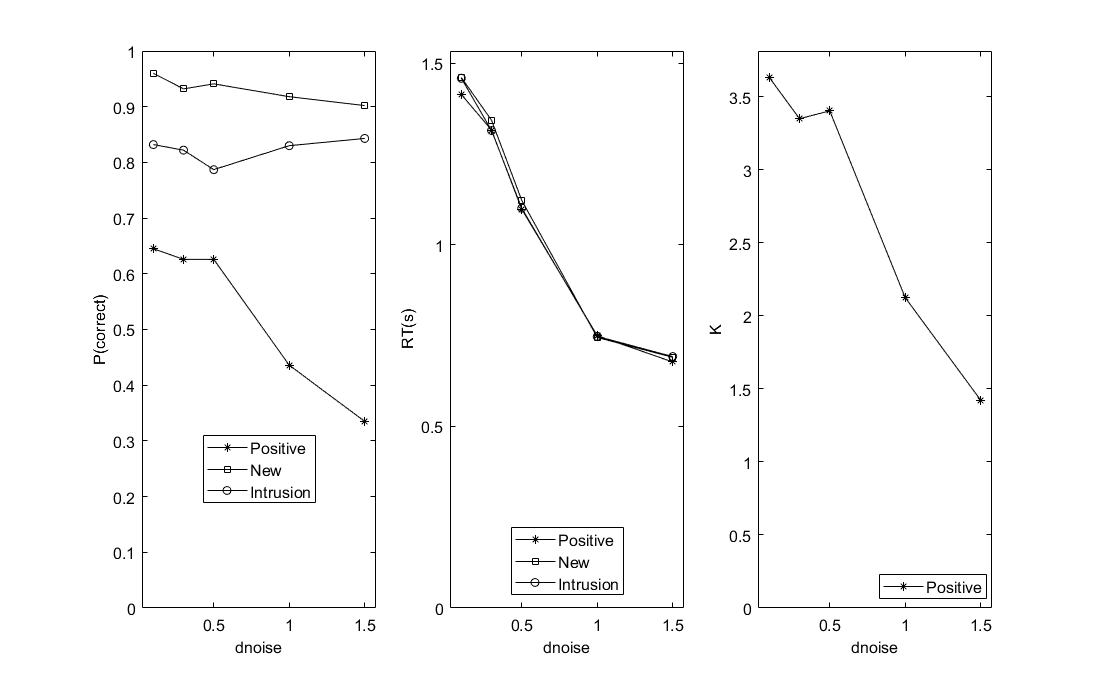 1
0.9
0.8
0.7
0.6
0.5
0.4
0.3
0.2
0.1
0
P(correct)
0.5 1 1.5
dnoise
Positive
New
Intrusion
1.5
1
0.5
0
RT(s)
0.5 1 1.5
dnoise
Positive
New
Intrusion
3.5
3
2.5
2
1.5
1
0.5
0
K
0.5 1 1.5
dnoise
Positive